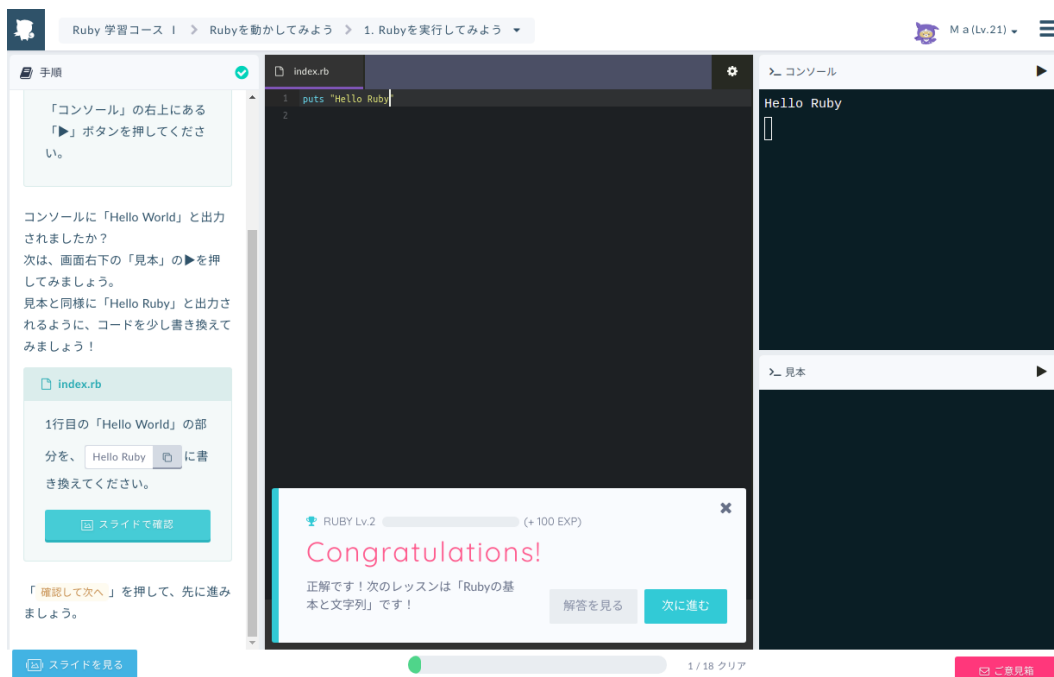 Ruby 学習コース Ⅰ
Rubyを動かしてみよう
1. Rubyを実行してみよう
M a (Lv.21)
手順
「コンソール」の右上にある
「▶」ボタンを押してくださ
い。
コンソールに「Hello World」と出力
されましたか？
次は、画面右下の「見本」の▶を押
してみましょう。
見本と同様に「Hello Ruby」と出力さ
れるように、コードを少し書き換えて
みましょう！
index.rb
1行目の「Hello World」の部
分を、 Hello Ruby に書
き換えてください。
スライドで確認
「 確認して次へ 」を押して、先に進み
ましょう。
スライドを見る
index.rb
1 puts "Hello Ruby"
2
RUBY Lv.2 (+ 100 EXP)
Congratulations!
正解です！次のレッスンは「Rubyの基
本と文字列」です！
解答を見る
次に進む
1 / 18 クリア
>_ コンソール
Hello Ruby
>_ 見本
ご意見箱